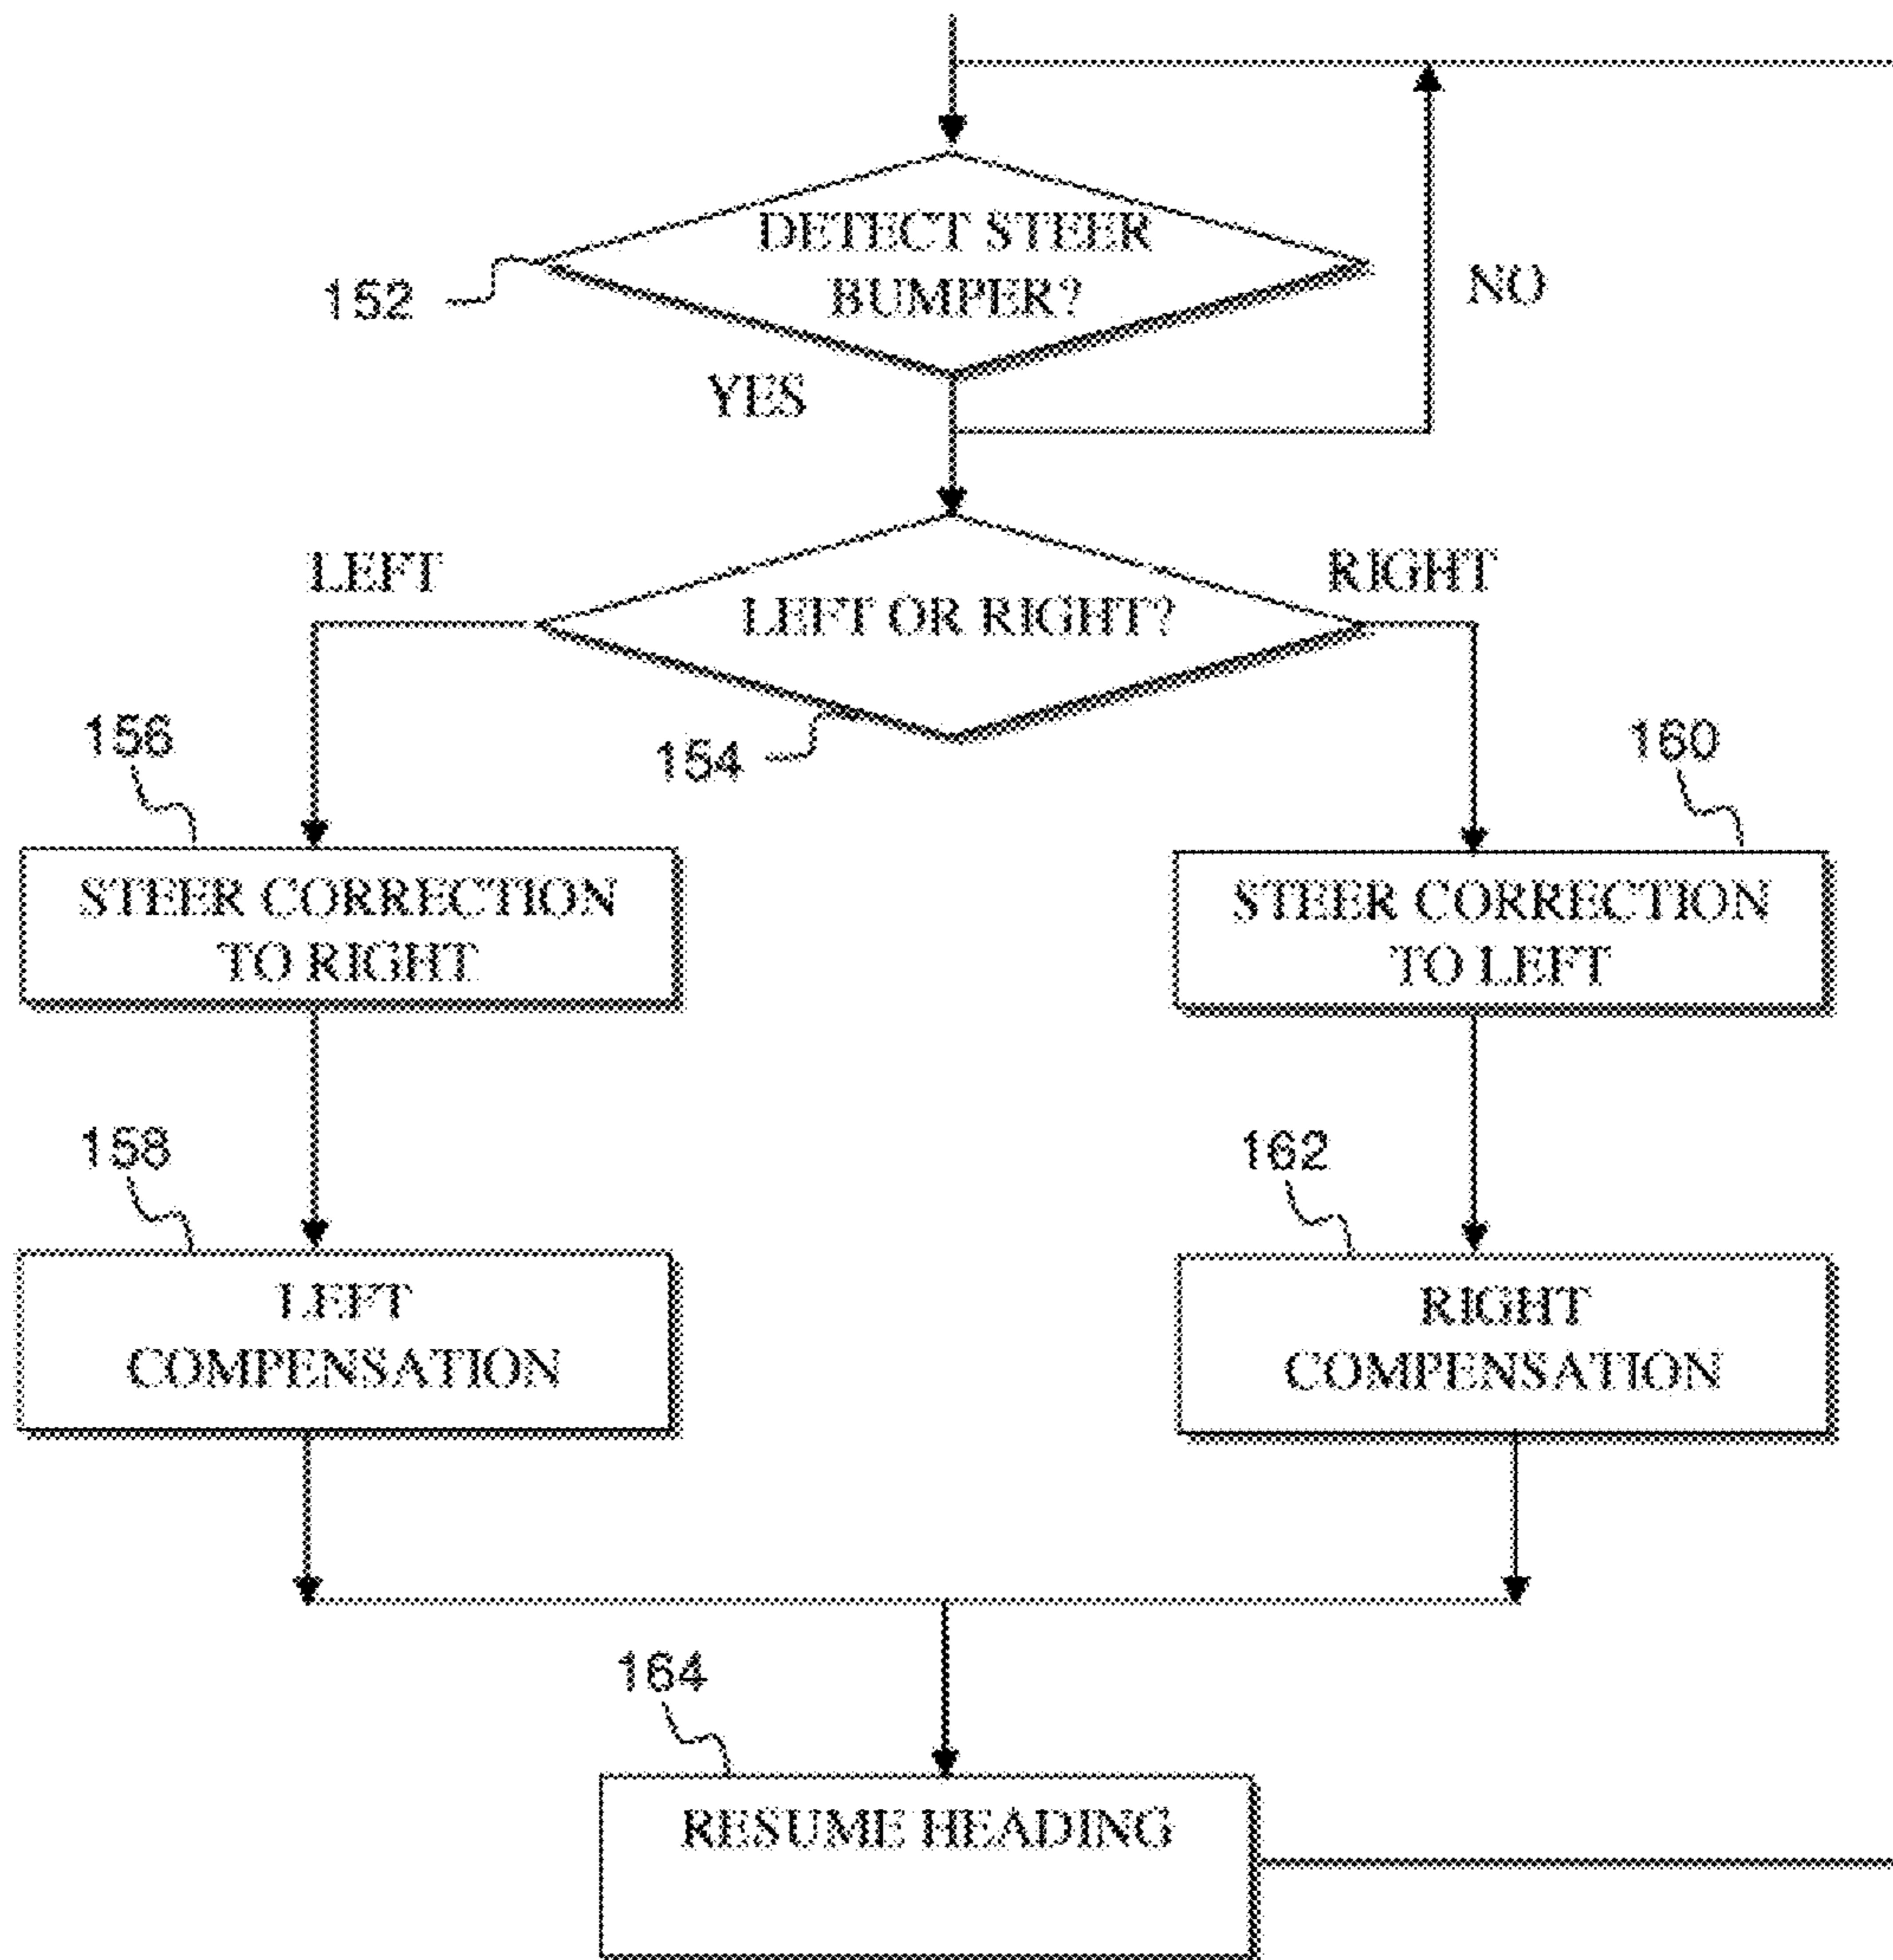 DETECT STEER
BUMPER?
152
NO
YES
LEFT
RIGHT
LEFT OR RIGHT?
154
156
160
STEER CORRECTION
TO RIGHT
STEER CORRECTION
TO LEFT
158
162
LEFT
COMPENSATION
RIGHT
COMPENSATION
164
RESUME HEADING